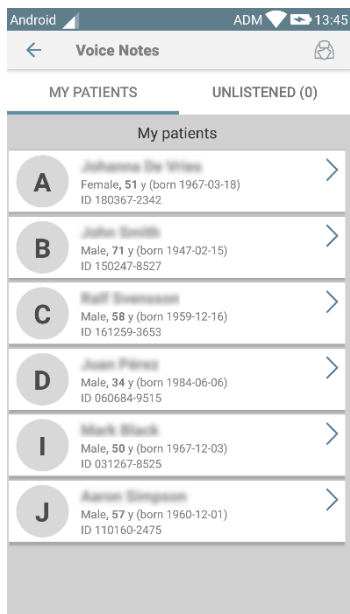 Android ADM 13:45
Voice Notes
MY PATIENTS UNLISTENED (0)
My patients
A
Female, 51 y (born 1967-03-18)
ID 180367-2342
B
Male, 71 y (born 1947-02-15)
ID 150247-8527
C
Male, 58 y (born 1959-12-16)
ID 161259-3653
D
Male, 34 y (born 1984-06-06)
ID 060684-9515
I
Male, 50 y (born 1967-12-03)
ID 031267-8525
J
Male, 57 y (born 1960-12-01)
ID 110160-2475